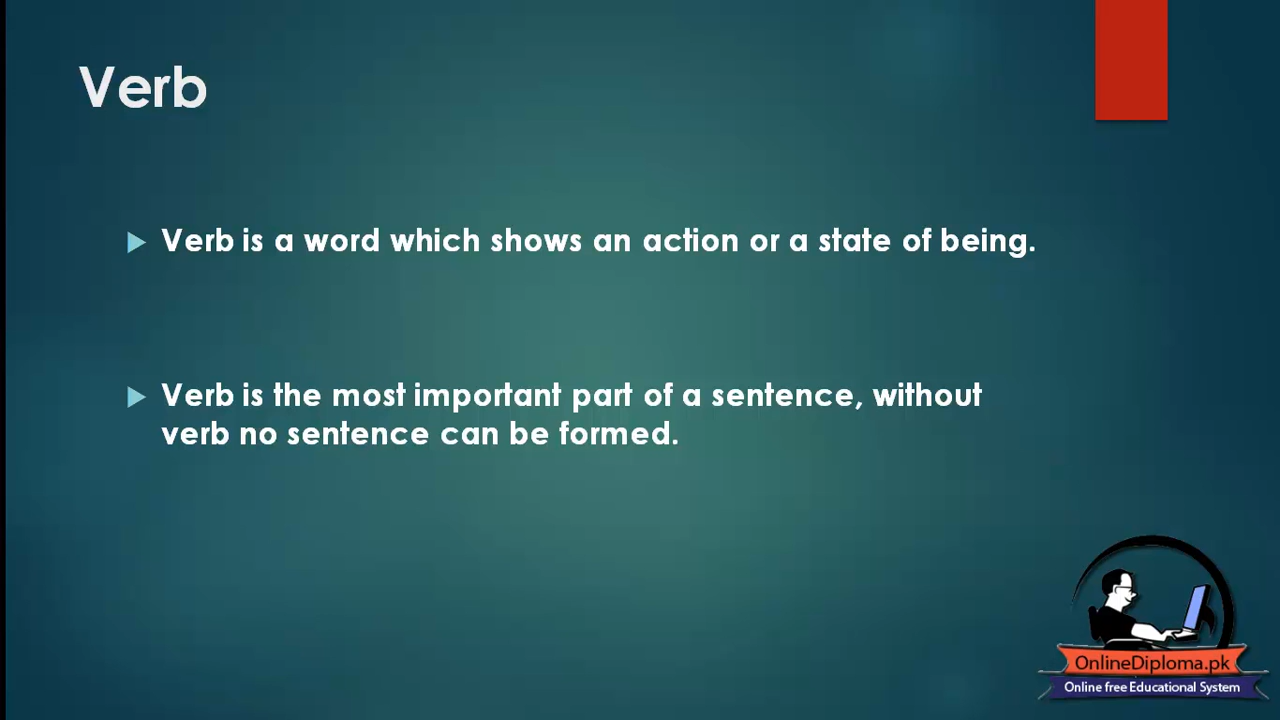 Verb
Verb is a word which shows an action or a state of being.
Verb is the most important part of a sentence, without
verb no sentence can be formed.
OnlineDiploma.pk
Online free Educational System